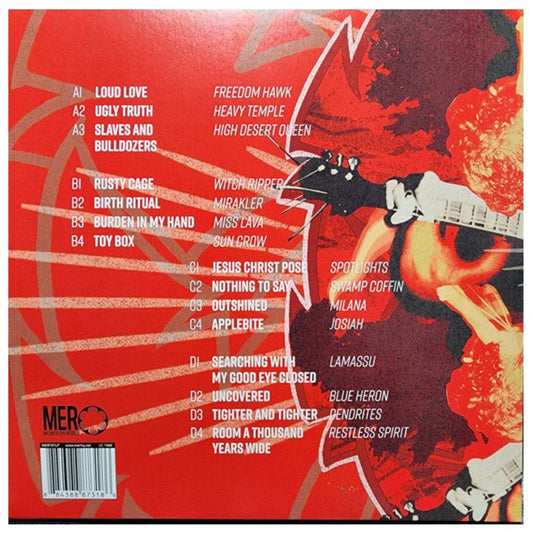 A1 LOUD LOVE FREEDOM HAWK
A2 UGLY TRUTH HEAVY TEMPLE
A3 SLAVES AND HIGH DESERT QUEEN
BULLDOZERS
B1 RUSTY CAGE WITCH RIPPER
B2 BIRTH RITUAL MIRAKLER
B3 BURDEN IN MY HAND MISS LAVA
B4 TOY BOX SUN CROW
C1 JESUS CHRIST POSE SPOTLIGHTS
C2 NOTHING TO SAY SWAMP COFFIN
C3 OUTSHINED MILANA
C4 APPLEBITE JOSIAH
D1 SEARCHING WITH LAMASSU
MY GOOD EYE CLOSED
D2 UNCOVERED BLUE HERON
D3 TIGHTER AND TIGHTER DENDRITES
D4 ROOM A THOUSAND RESTLESS SPIRIT
YEARS WIDE
MER
8 84388 87318 6